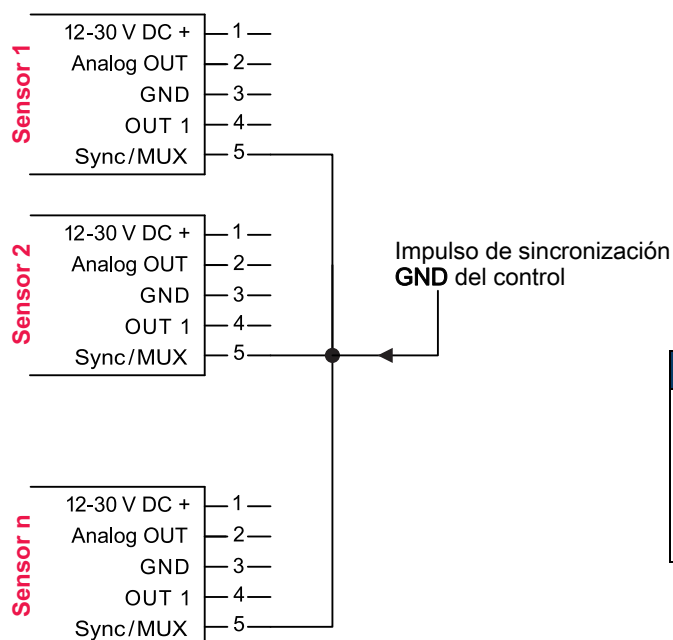 Sensor 1
12-30 V DC + 1
Analog OUT 2
GND 3
OUT 1 4
Sync/MUX 5
Sensor 2
12-30 V DC + 1
Analog OUT 2
GND 3
OUT 1 4
Sync/MUX 5
Impulso de sincronización
GND del control
Sensor n
12-30 V DC + 1
Analog OUT 2
GND 3
OUT 1 4
Sync/MUX 5